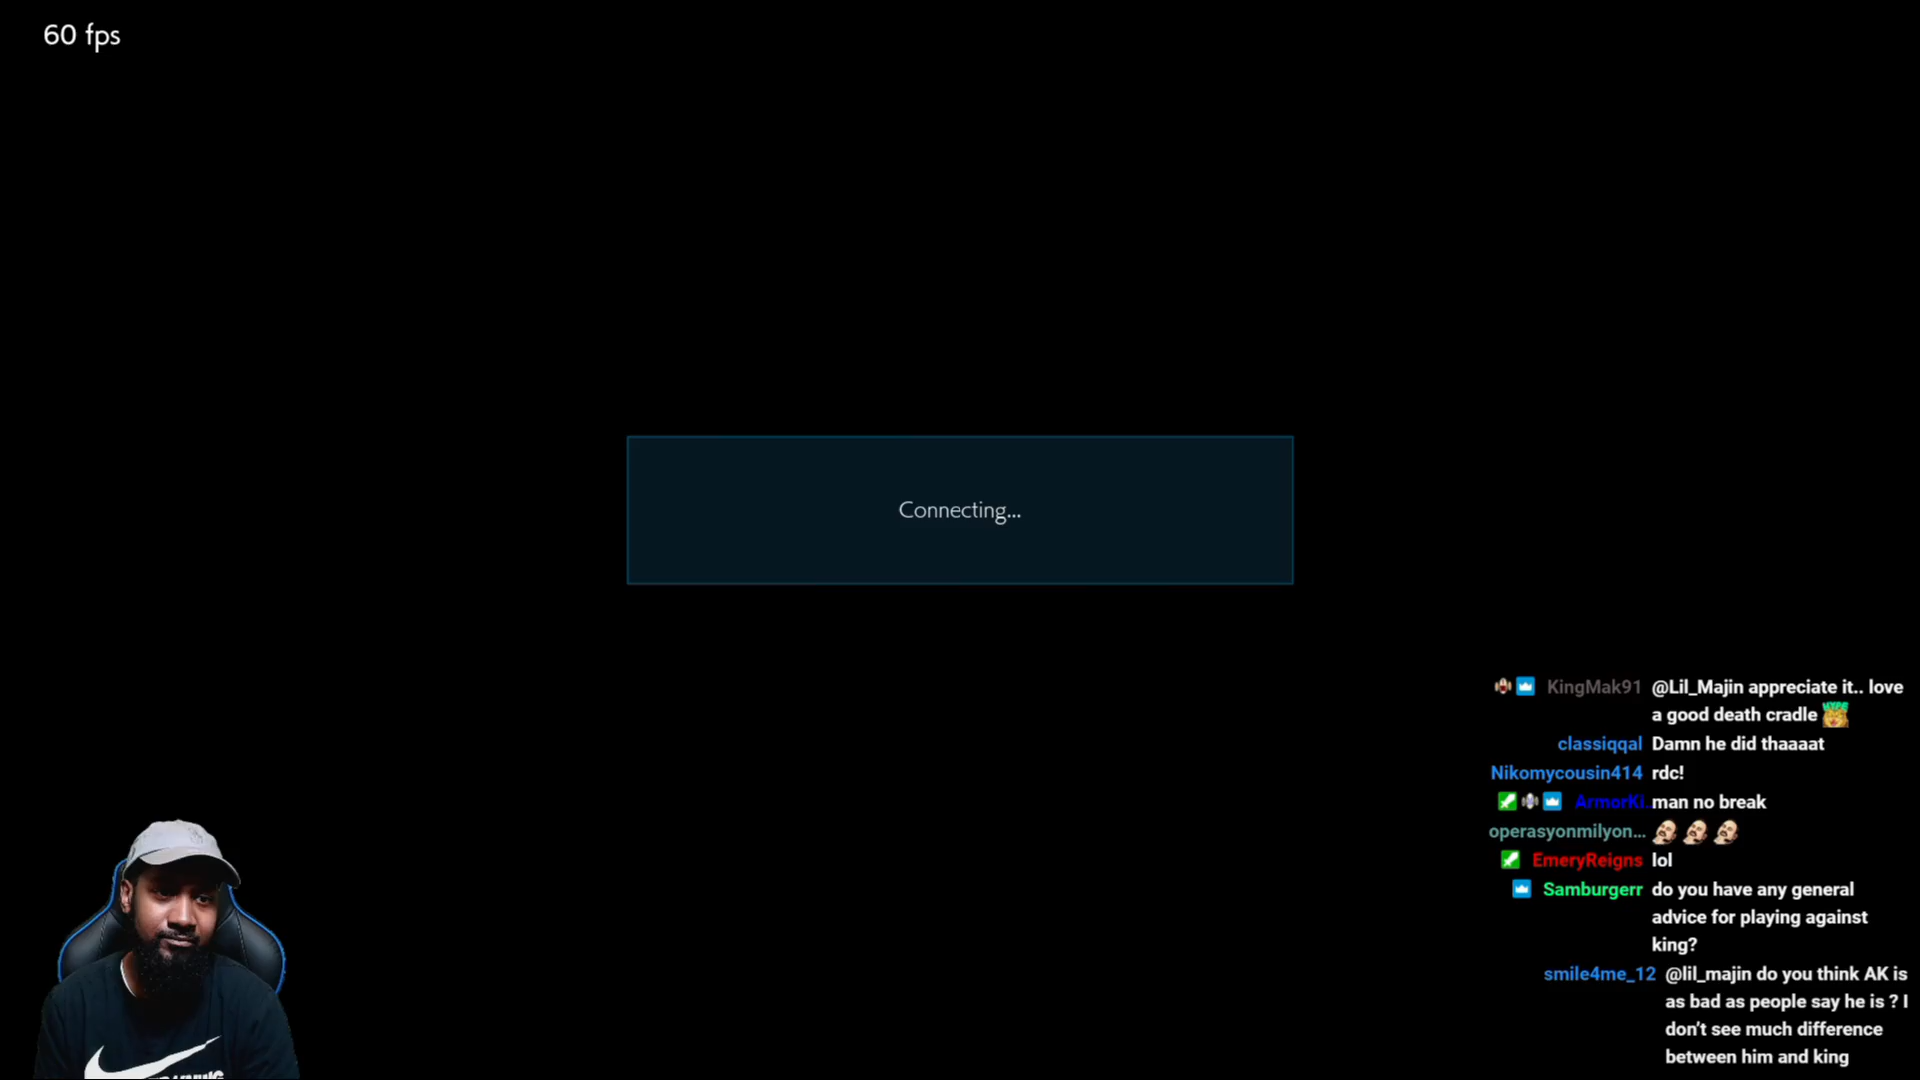 60 fps
Connecting...
KingMak91 @Lil_Majin appreciate it.. love
a good death cradle
classiqqal Damn he did thaaaat
Nikomycousin414 rdc!
ArmorKi.. man no break
operasyonmilyon...
EmeryReigns lol
Samburgerr do you have any general
advice for playing against
king?
smile4me_12 @lil_majin do you think AK is
as bad as people say he is ? I
don't see much difference
between him and king